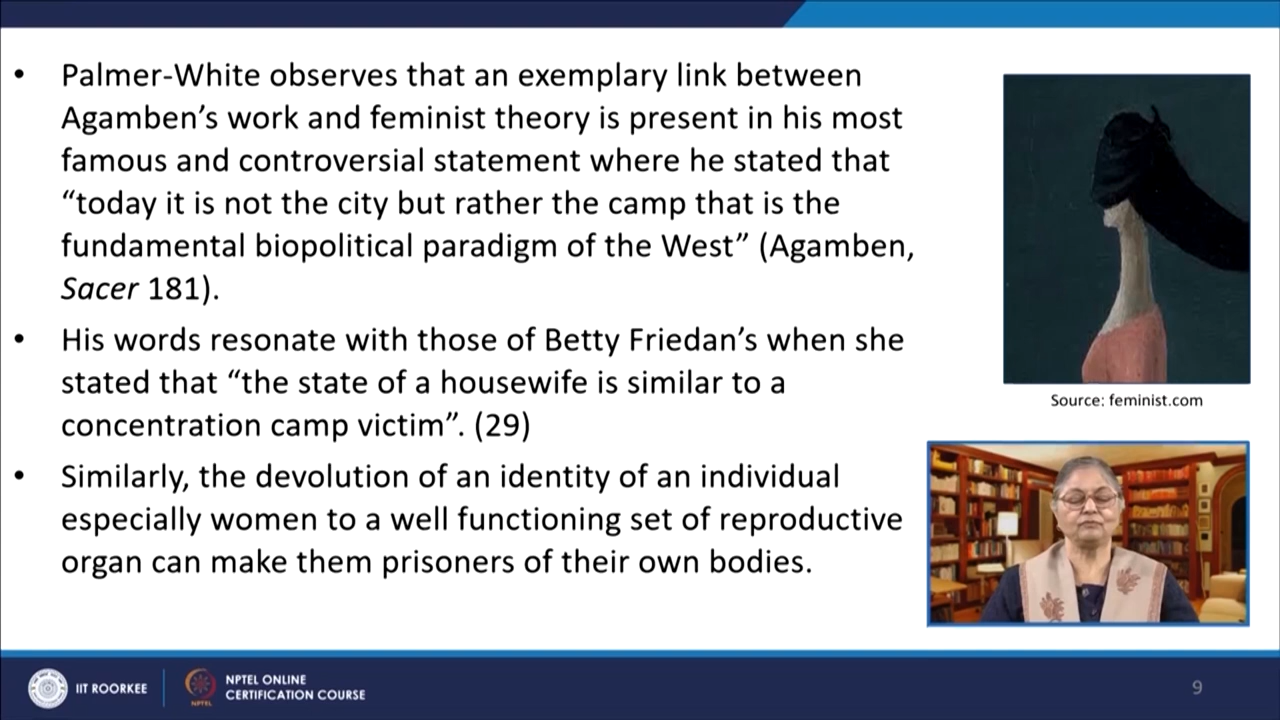 • Palmer-White observes that an exemplary link between
Agamben’s work and feminist theory is present in his most
famous and controversial statement where he stated that
“today it is not the city but rather the camp that is the
fundamental biopolitical paradigm of the West” (Agamben,
Sacer 181).
• His words resonate with those of Betty Friedan’s when she
stated that “the state of a housewife is similar to a
concentration camp victim”. (29)
• Similarly, the devolution of an identity of an individual
especially women to a well functioning set of reproductive
organ can make them prisoners of their own bodies.
Source: feminist.com
IIT ROORKEE
NPTEL
NPTEL ONLINE
CERTIFICATION COURSE
9